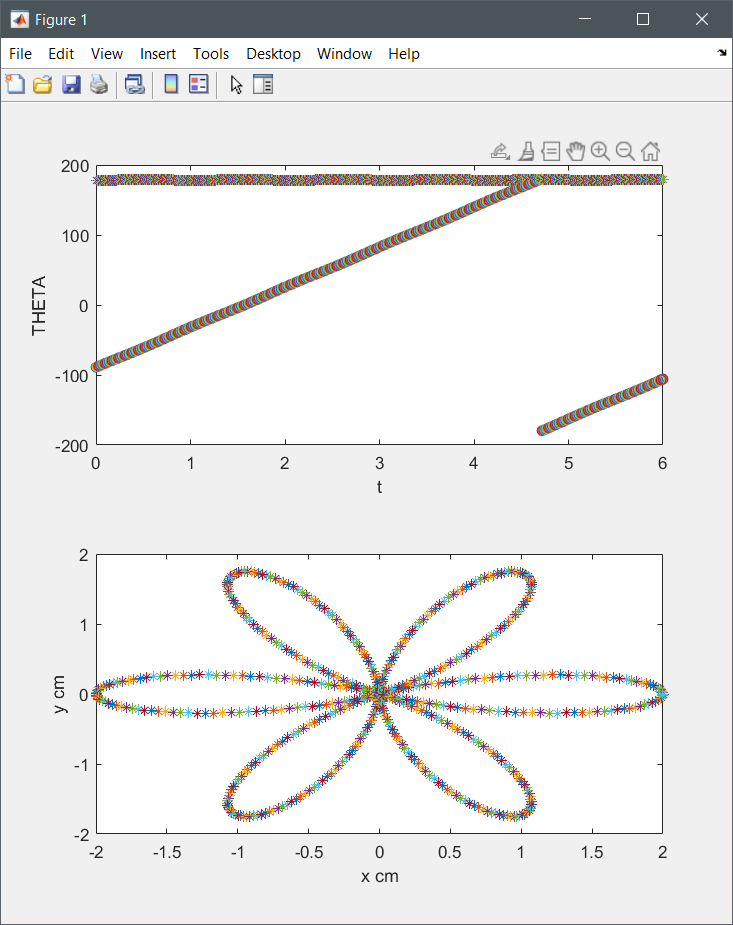 Figure 1
File Edit View Insert Tools Desktop Window Help
200
100
0
-100
-200
THETA
0 1 2 3 4 5 6
t
2
1
0
-1
-2
y cm
-2 -1.5 -1 -0.5 0 0.5 1 1.5 2
x cm